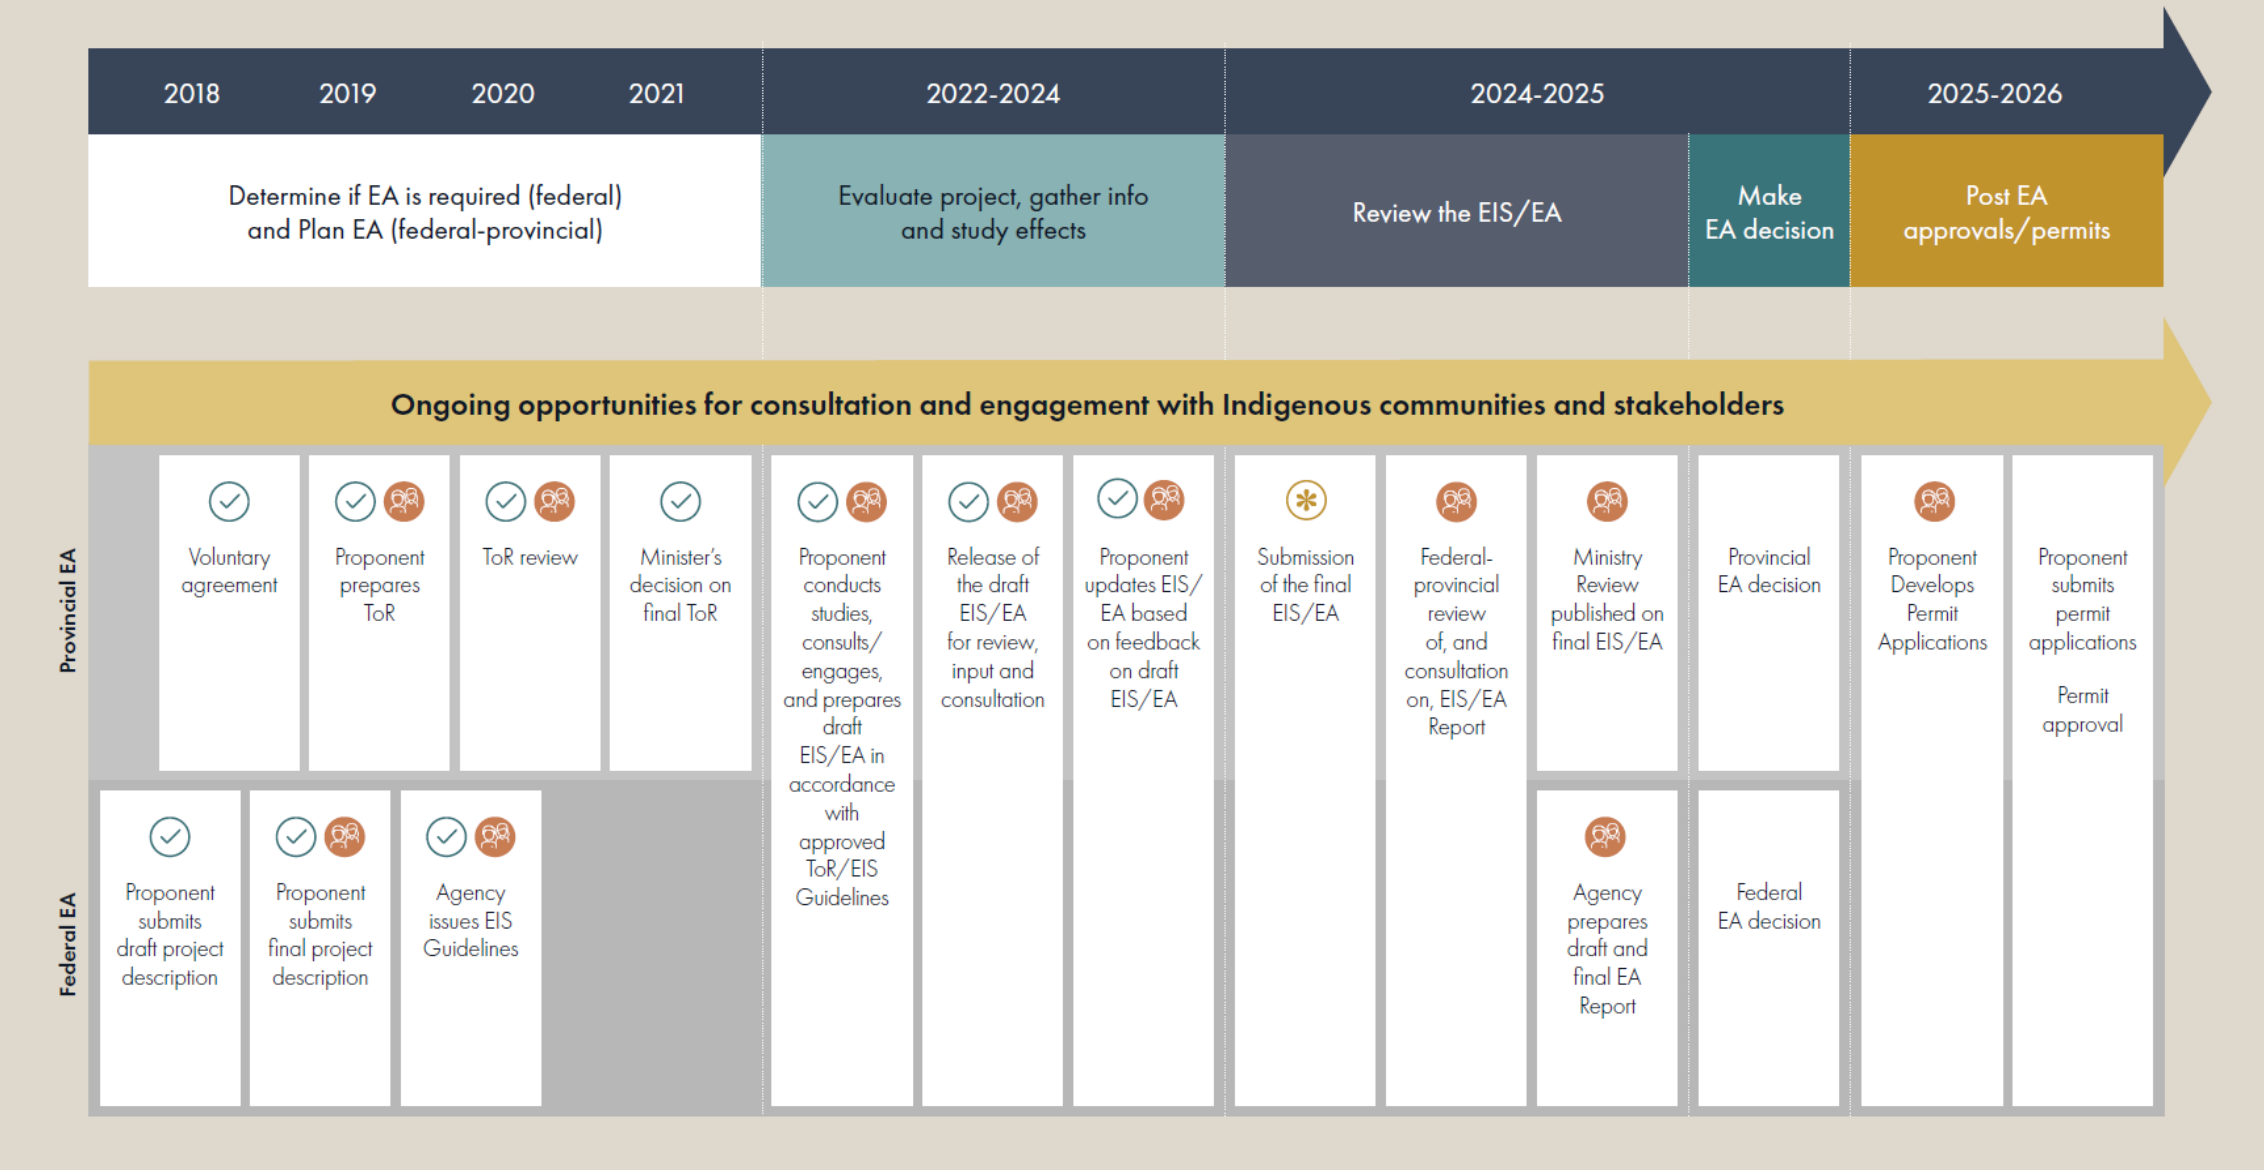 2018
2019
2020
2021
2022-2024
2024-2025
2025-2026
Determine if EA is required (federal)
and Plan EA (federal-provincial)
Evaluate project, gather info
and study effects
Review the EIS/EA
Make
EA decision
Post EA
approvals/permits
Ongoing opportunities for consultation and engagement with Indigenous communities and stakeholders
Provincial EA
Voluntary
agreement
Proponent
prepares
ToR
ToR review
Minister's
decision on
final ToR
Proponent
conducts
studies,
consults/
engages,
and prepares
draft
EIS/EA in
accordance
with
approved
ToR/EIS
Guidelines
Release of
the draft
EIS/EA
for review,
input and
consultation
Proponent
updates EIS/
EA based
on feedback
on draft
EIS/EA
Submission
of the final
EIS/EA
Federal-
provincial
review
of, and
consultation
on, EIS/EA
Report
Ministry
Review
published on
final EIS/EA
Provincial
EA decision
Proponent
Develops
Permit
Applications
Proponent
submits
permit
applications
Permit
approval
Federal EA
Proponent
submits
draft project
description
Proponent
submits
final project
description
Agency
issues EIS
Guidelines
Agency
prepares
draft and
final EA
Report
Federal
EA decision